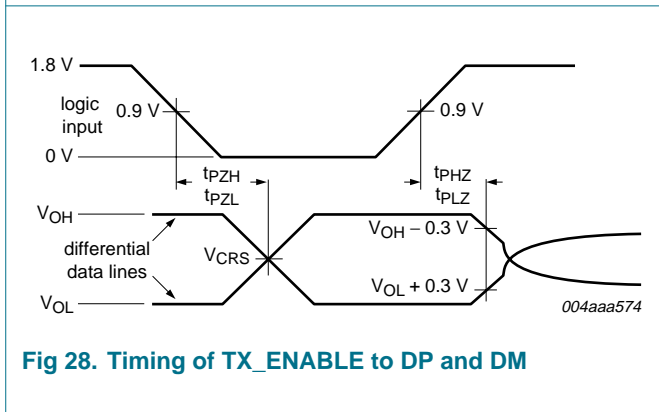 1.8 V
logic
input
0.9 V
0.9 V
0 V
tPZH
tPZL
tPHZ
tPLZ
VOH
VOH − 0.3 V
differential
data lines
VCRS
VOL + 0.3 V
VOL
004aaa574
Fig 28. Timing of TX_ENABLE to DP and DM